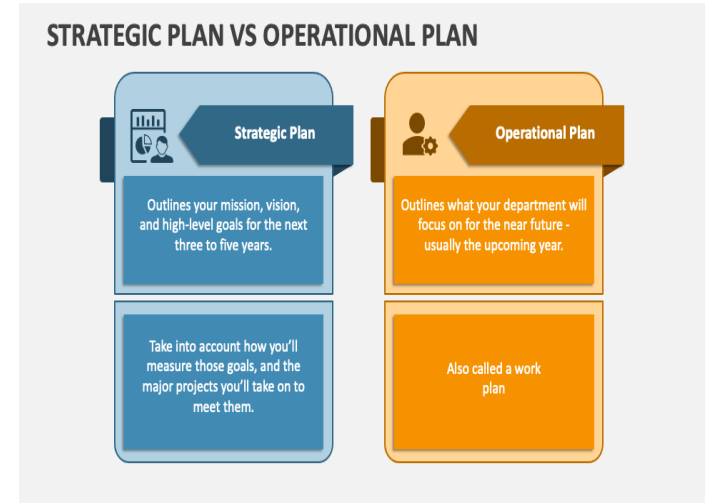 STRATEGIC PLAN VS OPERATIONAL PLAN
Strategic Plan
Outlines your mission, vision,
and high-level goals for the next
three to five years.
Take into account how you'll
measure those goals, and the
major projects you'll take on to
meet them.
Operational Plan
Outlines what your department will
focus on for the near future -
usually the upcoming year.
Also called a work
plan